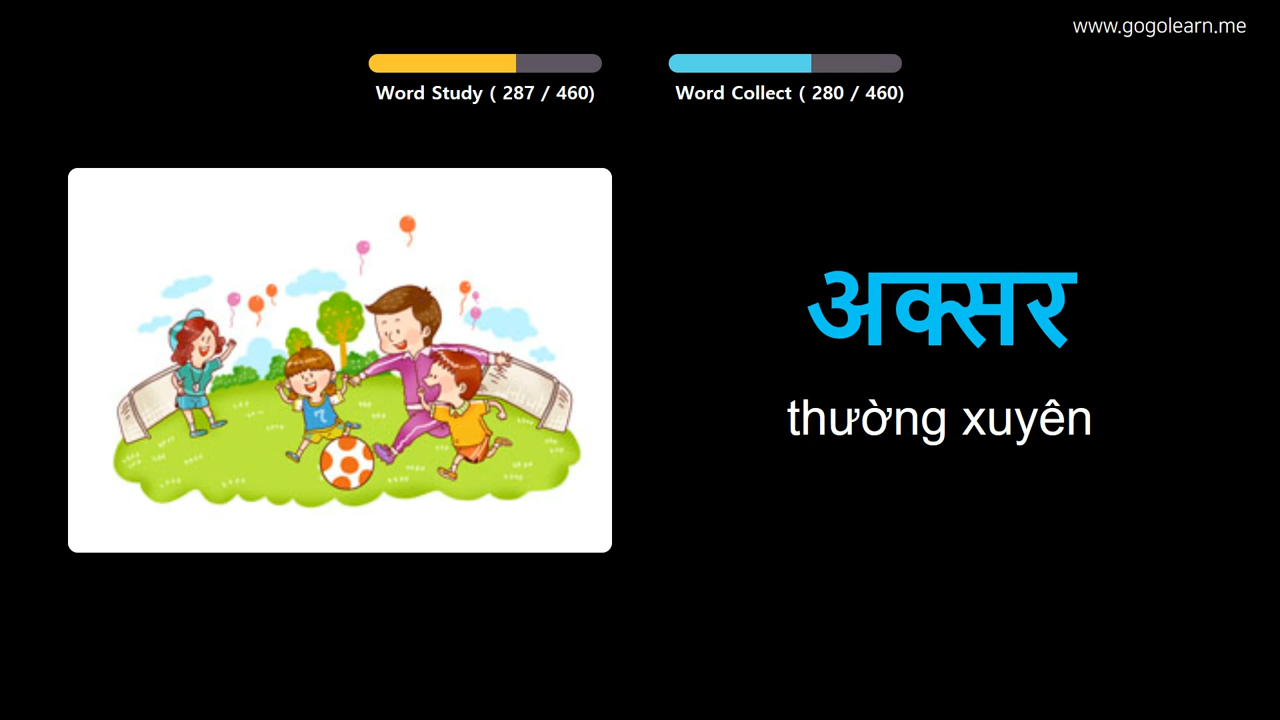 www.gogolearn.me
Word Study ( 287 / 460)
Word Collect ( 280 / 460)
अक्सर
thường xuyên